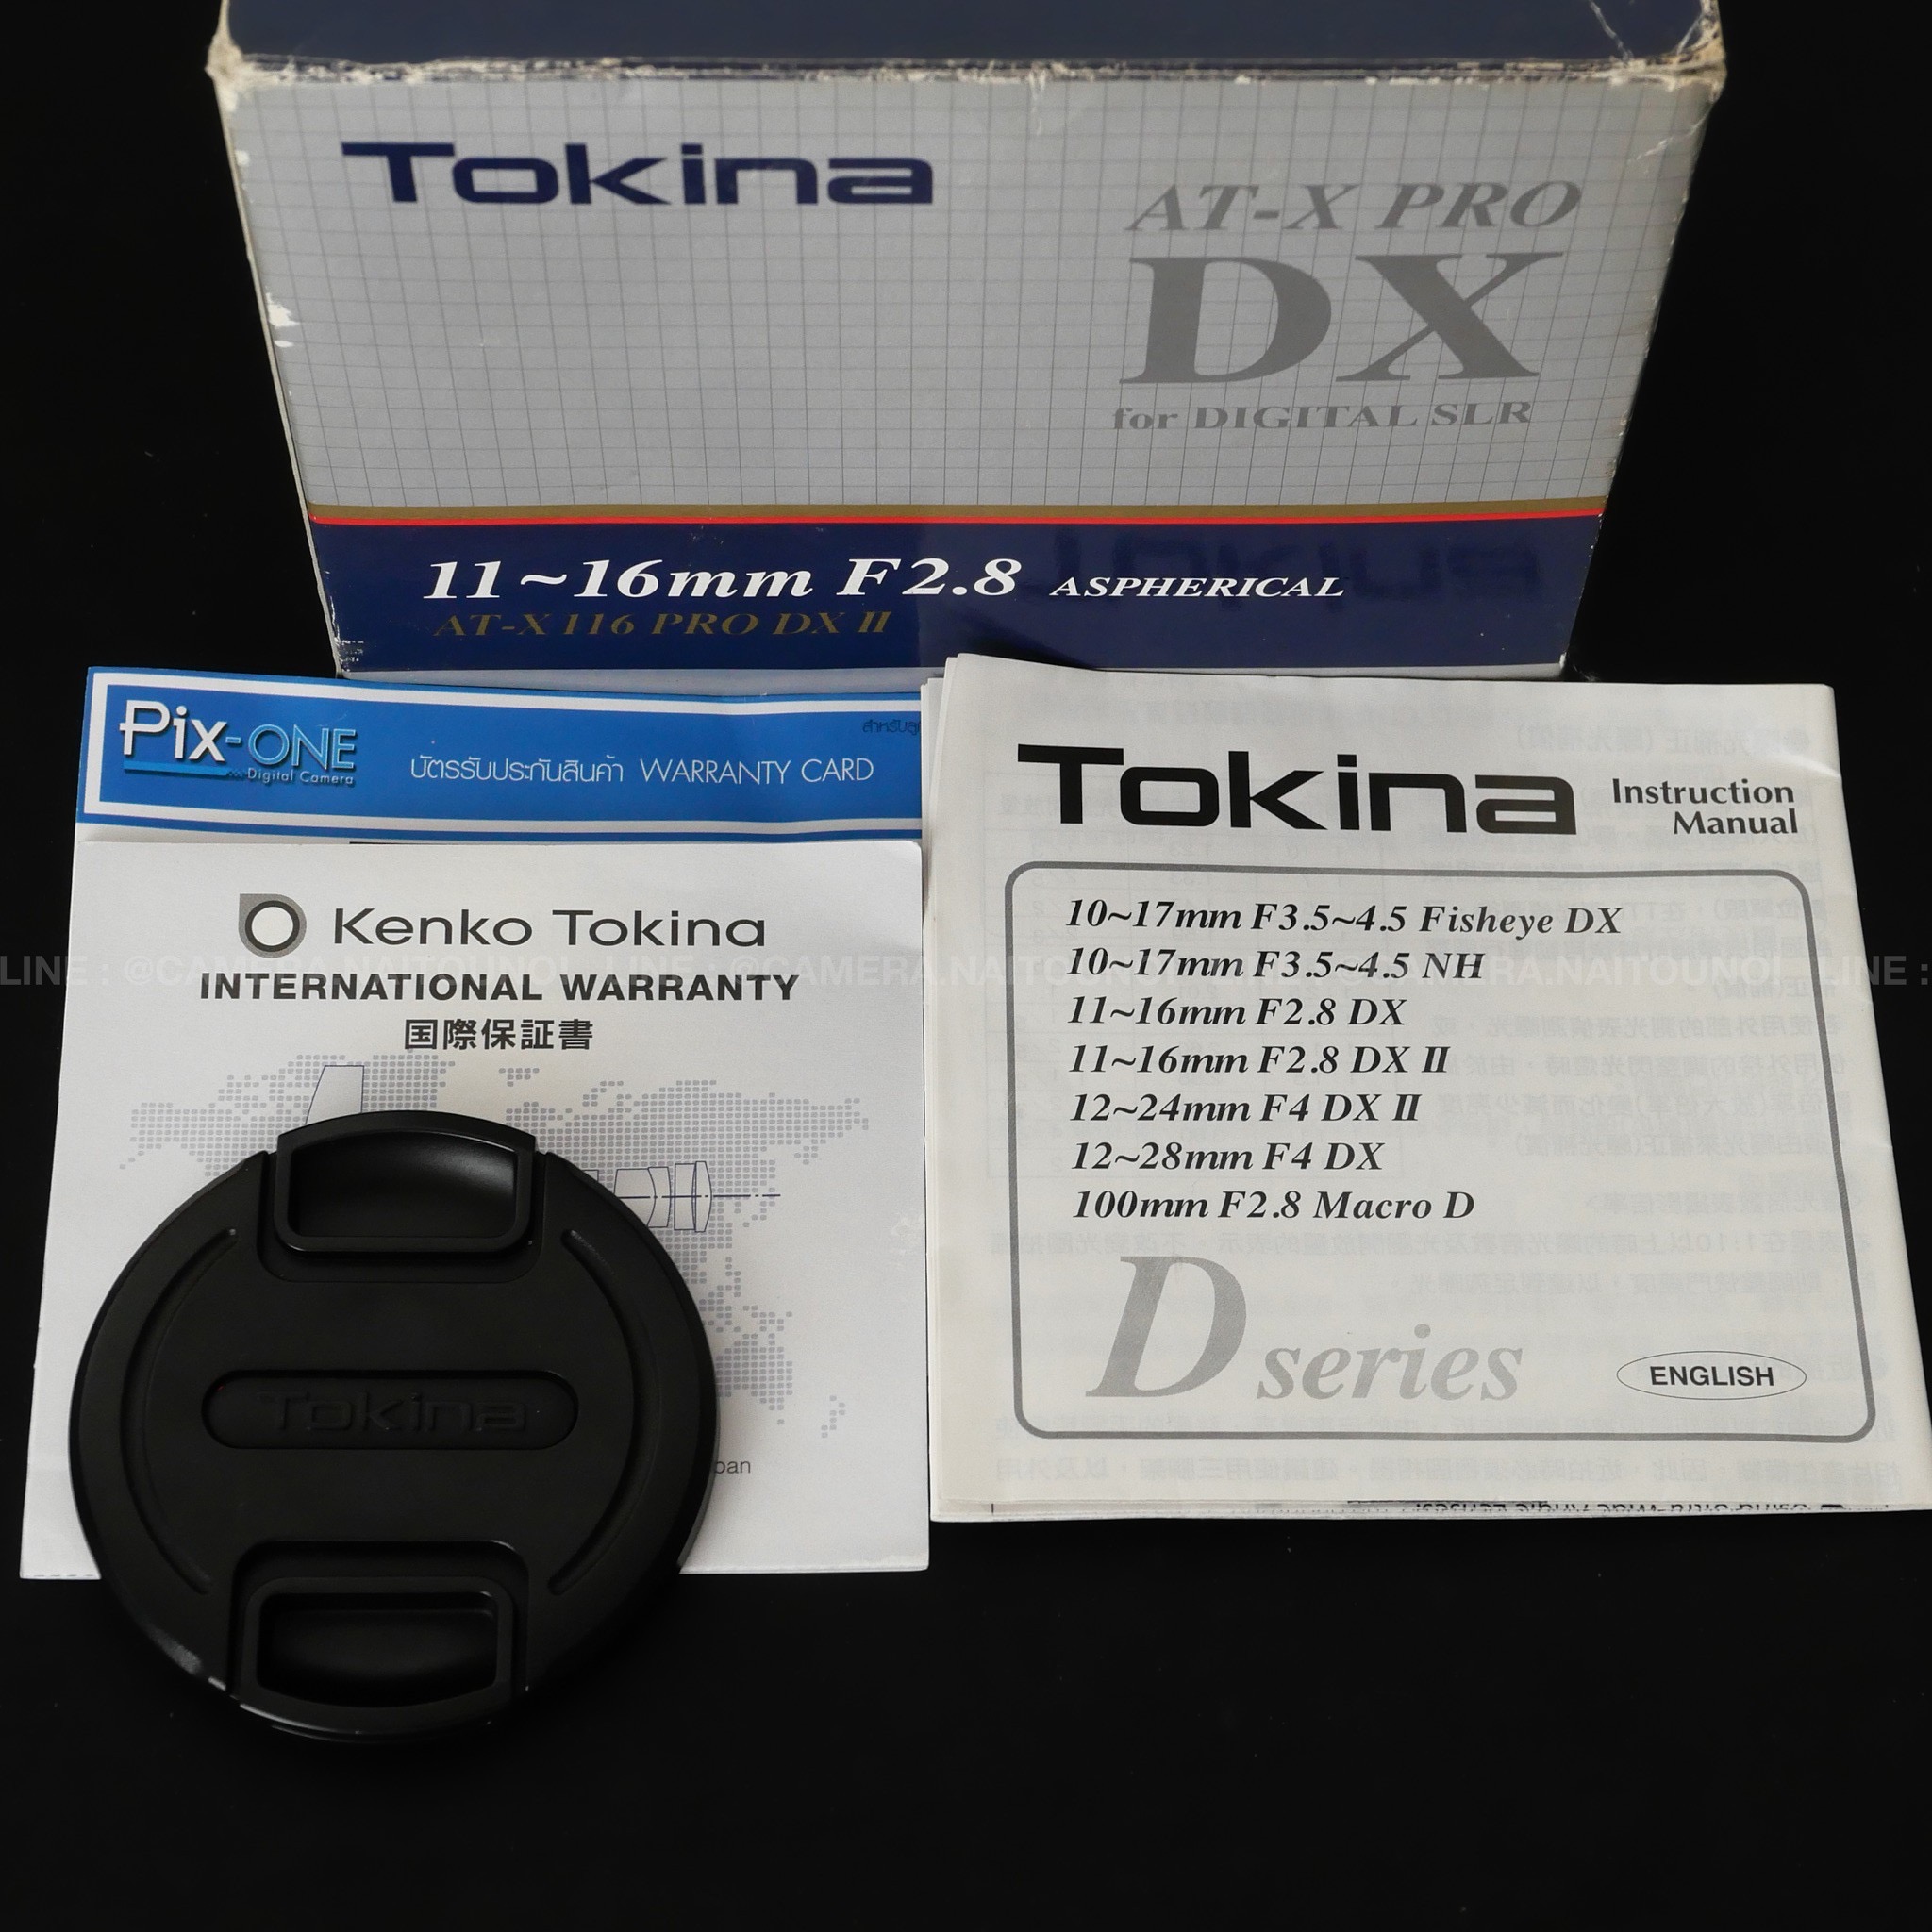 Tokina
AT-X PRO
DX
for DIGITAL SLR
11~16mm F2.8 ASPHERICAL
AT-X 116 PRO DX II
Pix-ONE
Digital Camera
บัตรรับประกันสินค้า WARRANTY CARD
Kenko Tokina
INTERNATIONAL WARRANTY
国際保証書
Tokina
Tokina Instruction
Manual
10~17mm F3.5~4.5 Fisheye DX
10~17mm F3.5~4.5 NH
11~16mm F2.8 DX
11~16mm F2.8 DX II
12~24mm F4 DX II
12~28mm F4 DX
100mm F2.8 Macro D
D series
ENGLISH
LINE : @CAMERA.NAITOUNOI